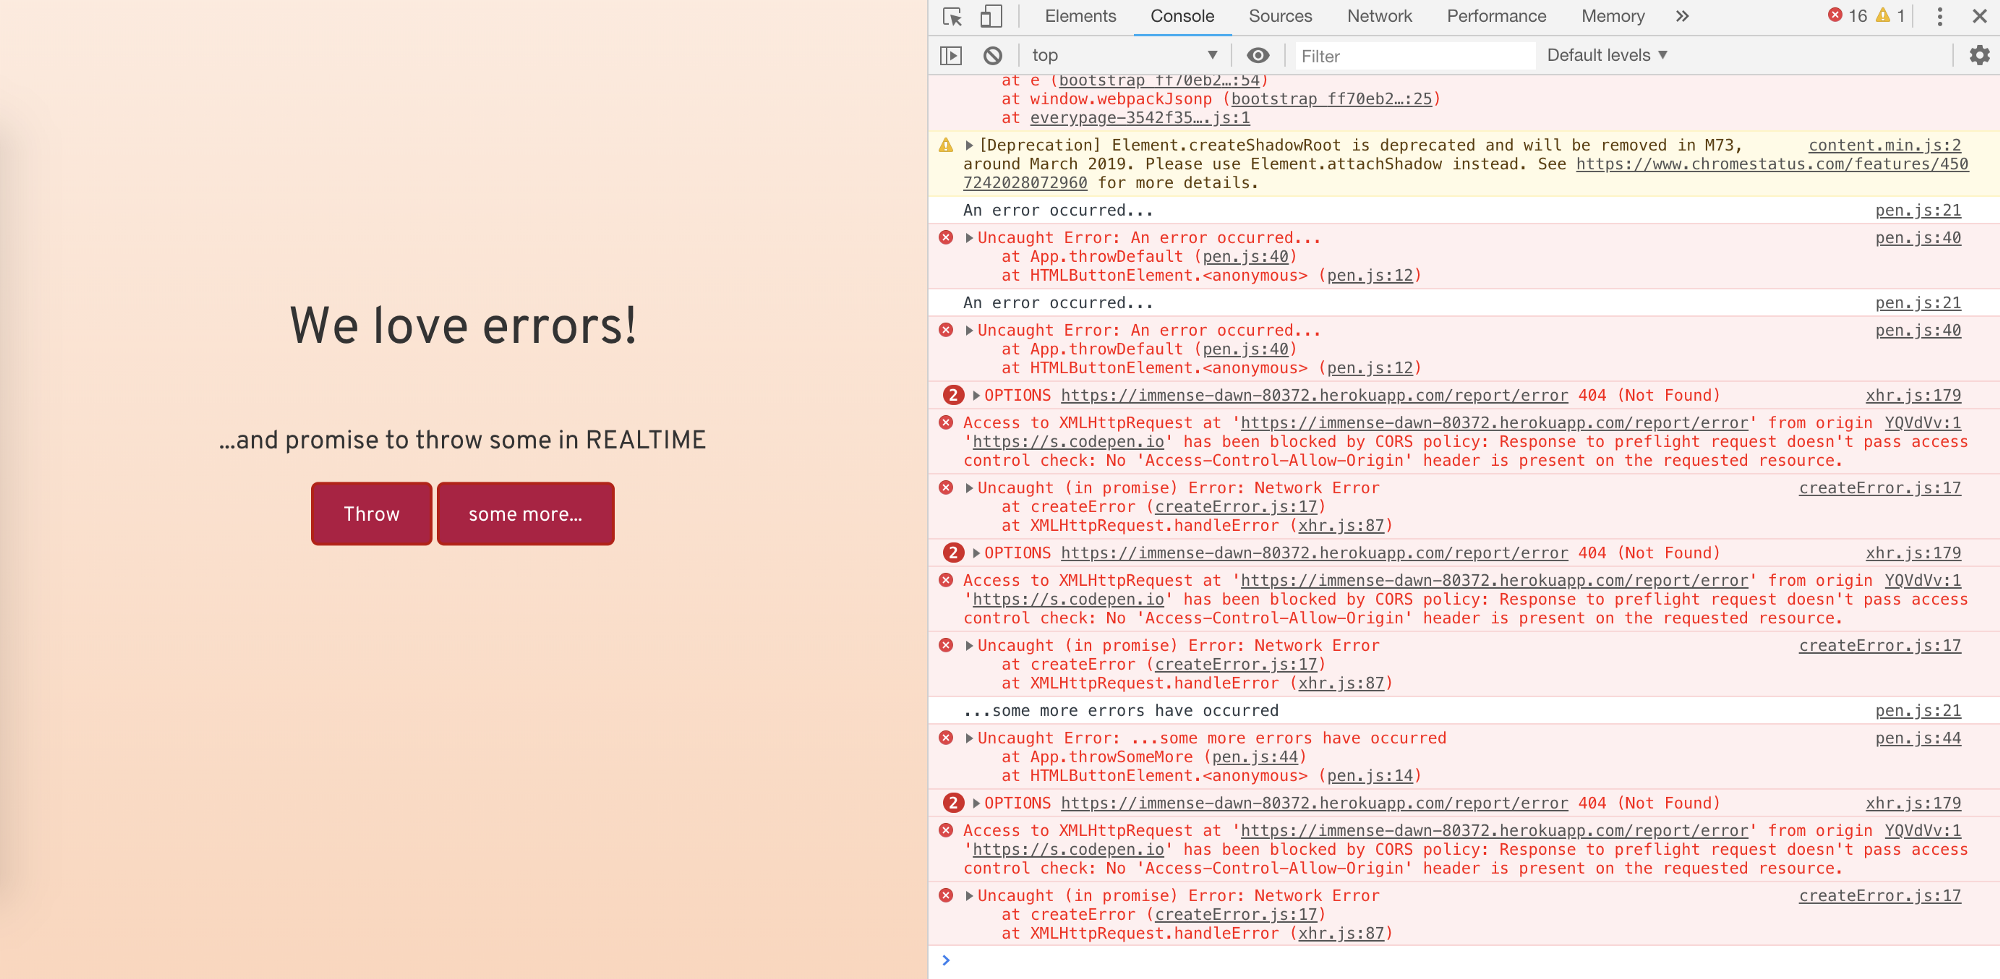 We love errors!
...and promise to throw some in REALTIME
Throw
some more...
Elements Console Sources Network Performance Memory » 16 1
top Filter Default levels
at e (bootstrap ff70eb2…:54)
at window.webpackJsonp (bootstrap ff70eb2…:25)
at everypage-3542f35….js:1
[Deprecation] Element.createShadowRoot is deprecated and will be removed in M73, content.min.js:2
around March 2019. Please use Element.attachShadow instead. See https://www.chromestatus.com/features/450
7242028072960 for more details.
An error occurred... pen.js:21
Uncaught Error: An error occurred... pen.js:40
at App.throwDefault (pen.js:40)
at HTMLButtonElement.<anonymous> (pen.js:12)
An error occurred... pen.js:21
Uncaught Error: An error occurred... pen.js:40
at App.throwDefault (pen.js:40)
at HTMLButtonElement.<anonymous> (pen.js:12)
2 OPTIONS https://immense-dawn-80372.herokuapp.com/report/error 404 (Not Found) xhr.js:179
Access to XMLHttpRequest at 'https://immense-dawn-80372.herokuapp.com/report/error' from origin YQVdVv:1
'https://s.codepen.io' has been blocked by CORS policy: Response to preflight request doesn't pass access
control check: No 'Access-Control-Allow-Origin' header is present on the requested resource.
Uncaught (in promise) Error: Network Error createError.js:17
at createError (createError.js:17)
at XMLHttpRequest.handleError (xhr.js:87)
2 OPTIONS https://immense-dawn-80372.herokuapp.com/report/error 404 (Not Found) xhr.js:179
Access to XMLHttpRequest at 'https://immense-dawn-80372.herokuapp.com/report/error' from origin YQVdVv:1
'https://s.codepen.io' has been blocked by CORS policy: Response to preflight request doesn't pass access
control check: No 'Access-Control-Allow-Origin' header is present on the requested resource.
Uncaught (in promise) Error: Network Error createError.js:17
at createError (createError.js:17)
at XMLHttpRequest.handleError (xhr.js:87)
...some more errors have occurred pen.js:21
Uncaught Error: ...some more errors have occurred pen.js:44
at App.throwSomeMore (pen.js:44)
at HTMLButtonElement.<anonymous> (pen.js:14)
2 OPTIONS https://immense-dawn-80372.herokuapp.com/report/error 404 (Not Found) xhr.js:179
Access to XMLHttpRequest at 'https://immense-dawn-80372.herokuapp.com/report/error' from origin YQVdVv:1
'https://s.codepen.io' has been blocked by CORS policy: Response to preflight request doesn't pass access
control check: No 'Access-Control-Allow-Origin' header is present on the requested resource.
Uncaught (in promise) Error: Network Error createError.js:17
at createError (createError.js:17)
at XMLHttpRequest.handleError (xhr.js:87)